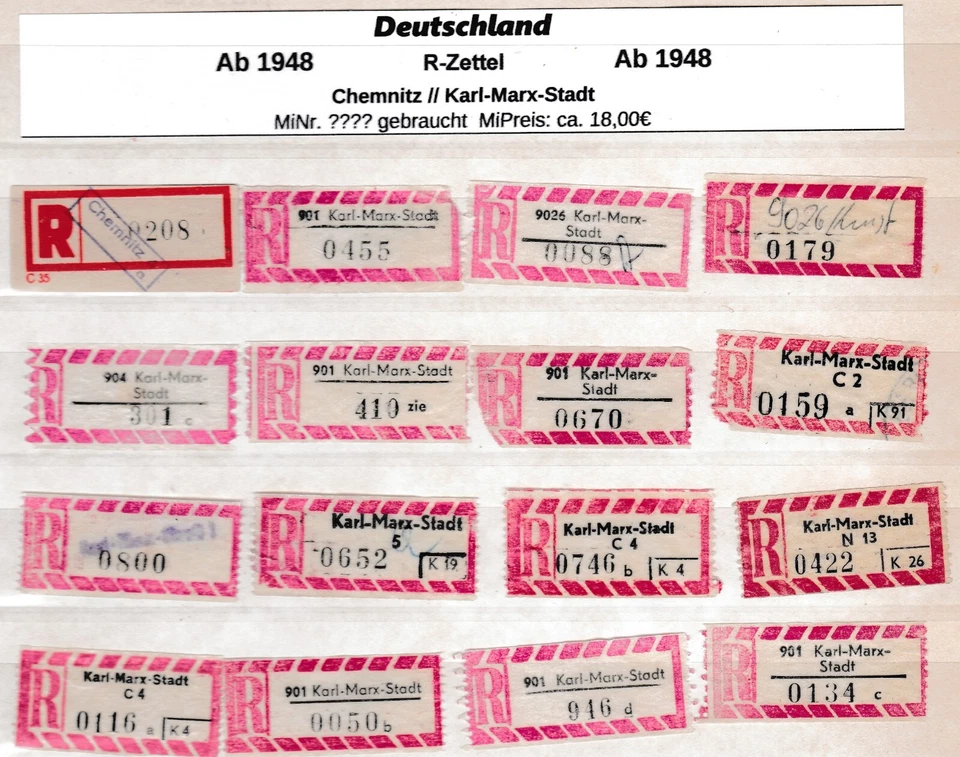 Deutschland
Ab 1948 R-Zettel Ab 1948
Chemnitz // Karl-Marx-Stadt
MiNr. ???? gebraucht MiPreis: ca. 18,00€
R Chemnitz a 0208
C 35
R 901 Karl-Marx-Stadt
0455
R 9026 Karl-Marx-
Stadt
0088
R 9026
0179
R 904 Karl-Marx-
Stadt
301 c
R 901 Karl-Marx-Stadt
410 zie
R 901 Karl-Marx-
Stadt
0670
R Karl-Marx-Stadt
C 2
0159 a K 91
R
0800
R Karl-Marx-Stadt
5
0652 K 19
R Karl-Marx-Stadt
C 4
0746 b K 4
R Karl-Marx-Stadt
N 13
0422 K 26
R Karl-Marx-Stadt
C 4
0116 a K 4
R 901 Karl-Marx-Stadt
0050 b
R 901 Karl-Marx-Stadt
946 d
R 901 Karl-Marx-
Stadt
0134 c